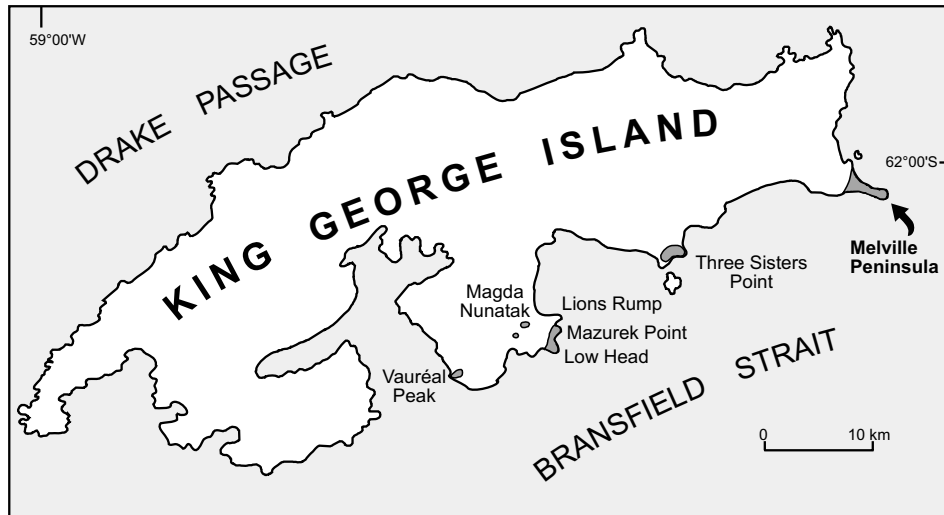 59°00'W
DRAKE PASSAGE
KING GEORGE ISLAND
62°00'S
Melville
Peninsula
Three Sisters
Point
Magda
Nunatak
Lions Rump
Mazurek Point
Low Head
Vauréal
Peak
BRANSFIELD STRAIT
0 10 km